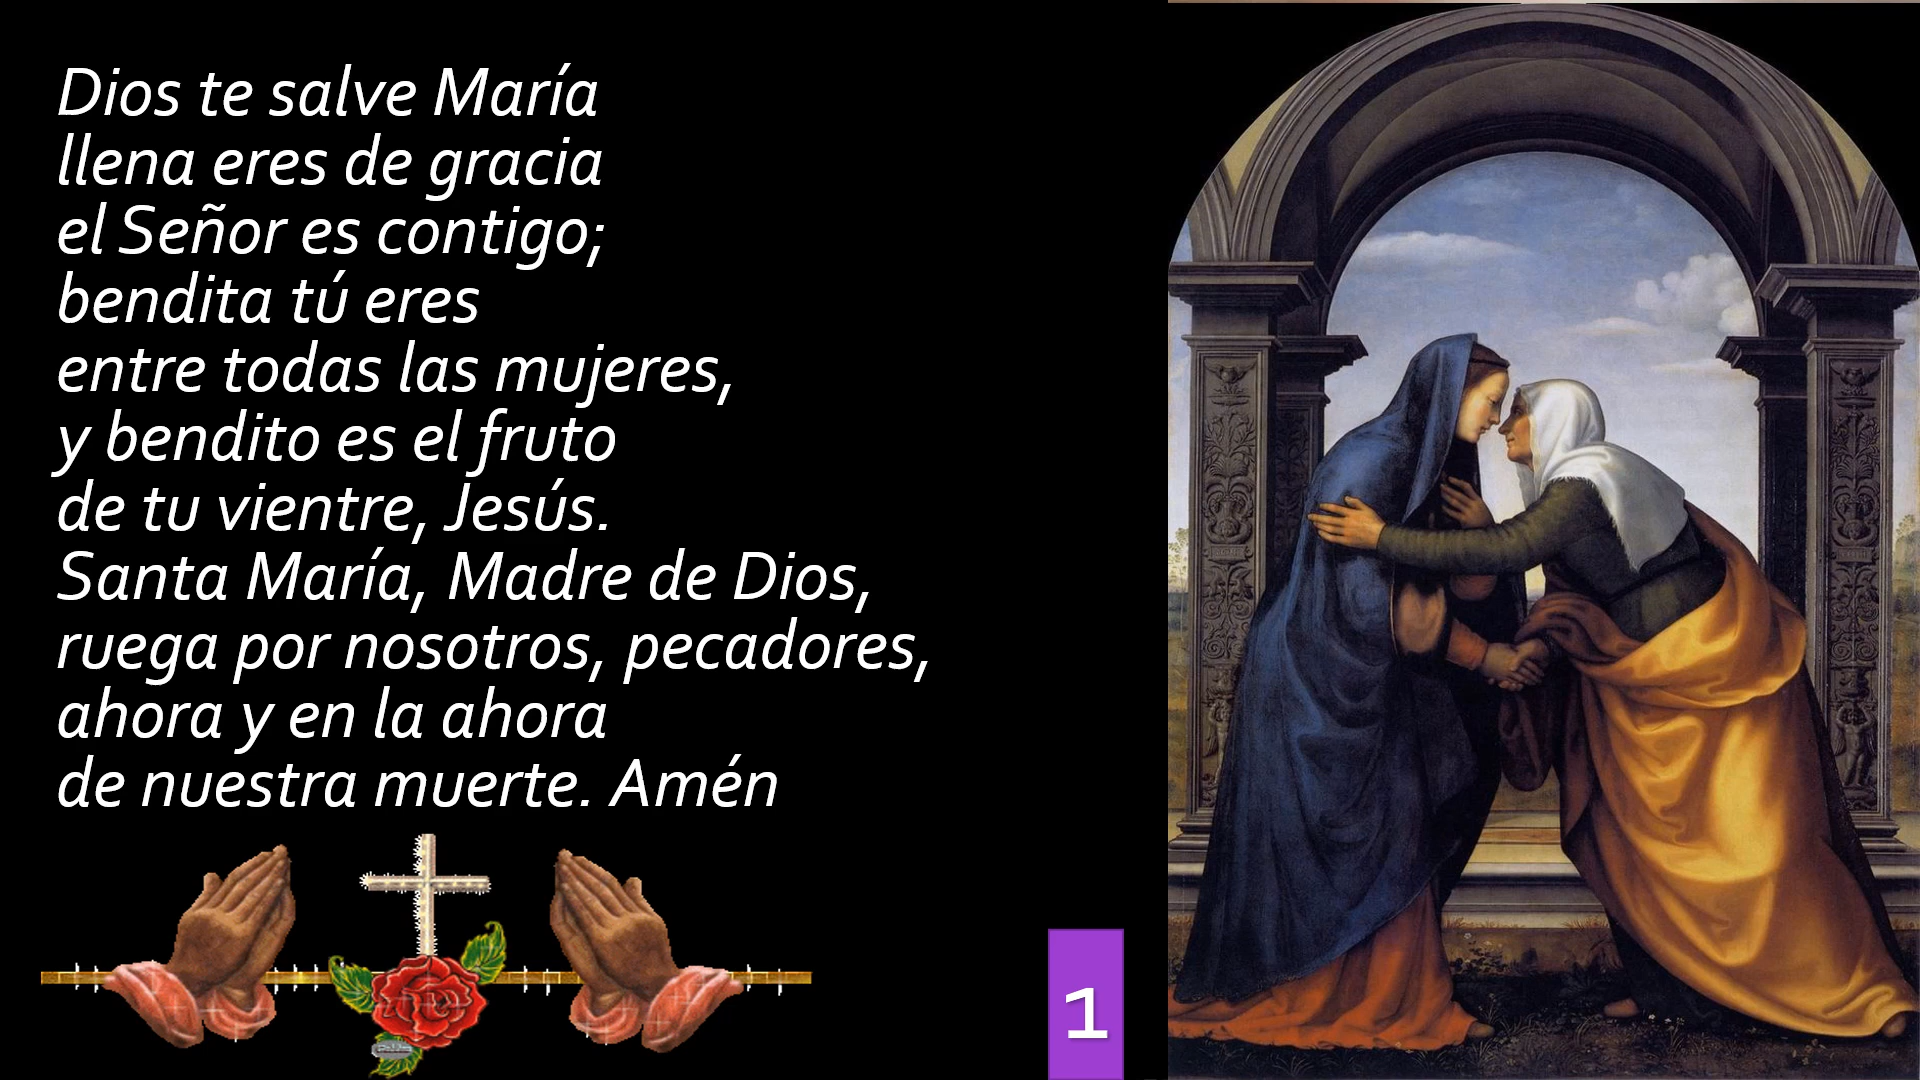 Dios te salve María
llena eres de gracia
el Señor es contigo;
bendita tú eres
entre todas las mujeres,
y bendito es el fruto
de tu vientre, Jesús.
Santa María, Madre de Dios,
ruega por nosotros, pecadores,
ahora y en la ahora
de nuestra muerte. Amén
1